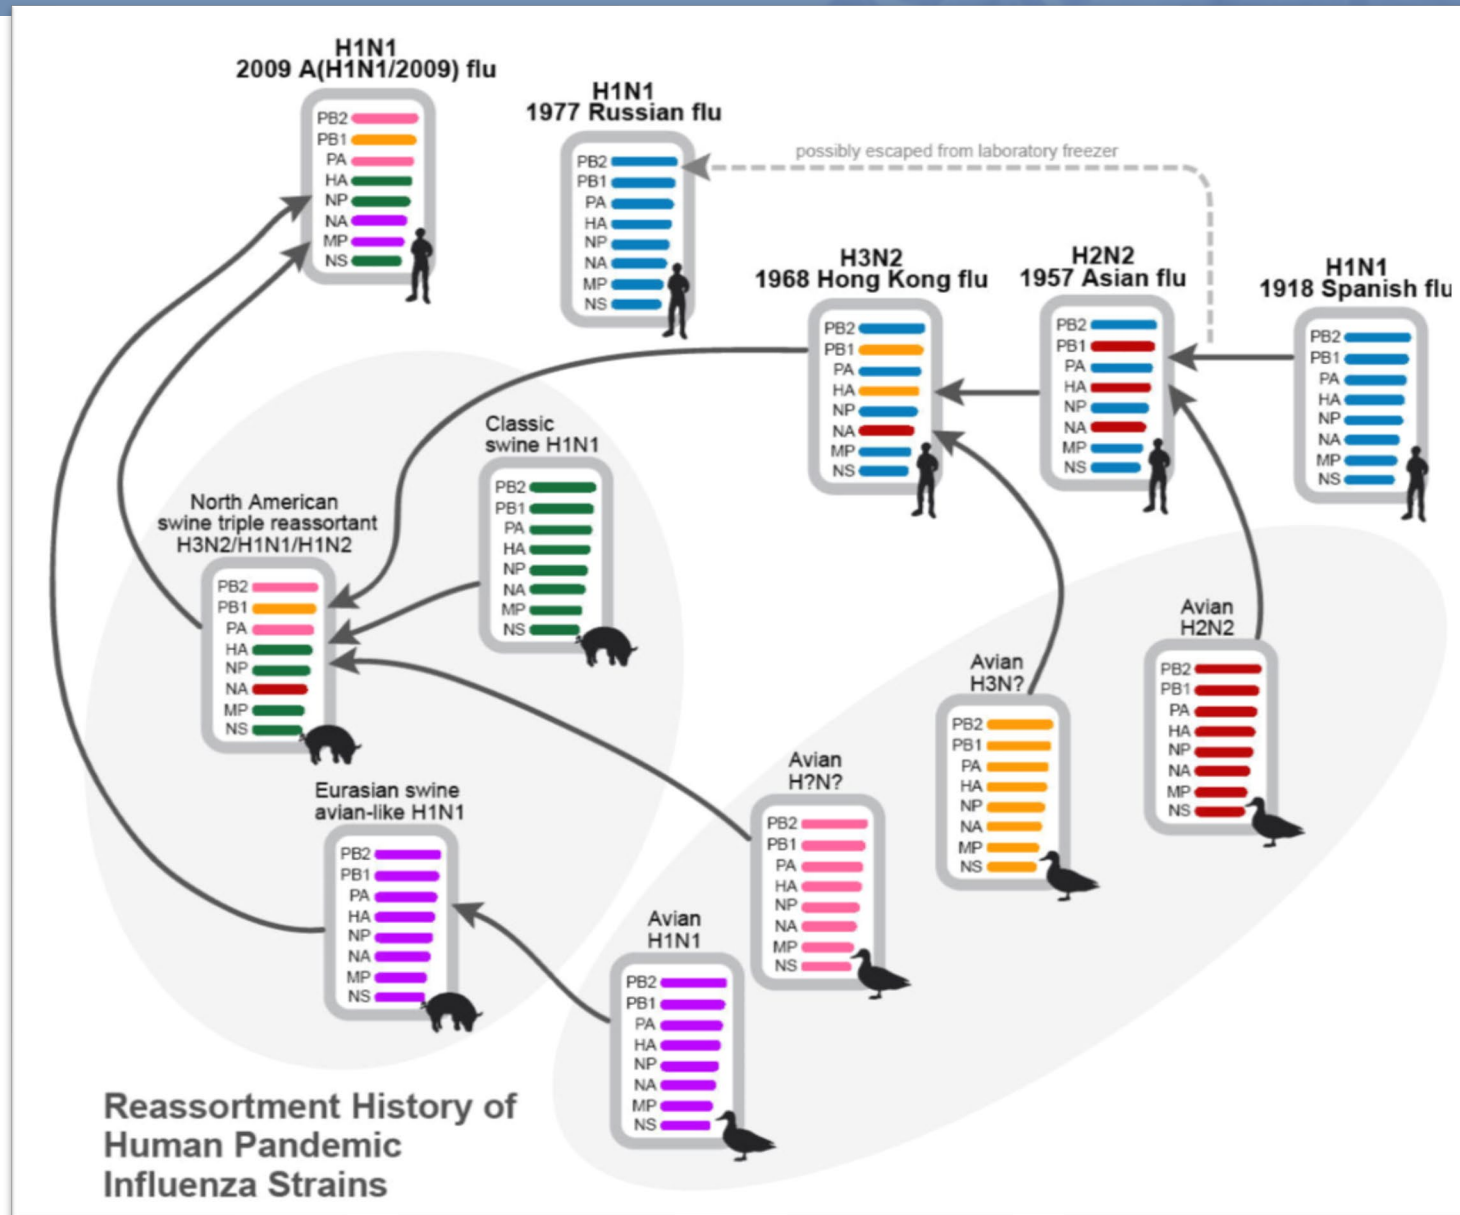 H1N1
2009 A(H1N1/2009) flu
PB2
PB1
PA
HA
NP
NA
MP
NS
H1N1
1977 Russian flu
PB2
PB1
PA
HA
NP
NA
MP
NS
possibly escaped from laboratory freezer
H3N2
1968 Hong Kong flu
PB2
PB1
PA
HA
NP
NA
MP
NS
H2N2
1957 Asian flu
PB2
PB1
PA
HA
NP
NA
MP
NS
H1N1
1918 Spanish flu
PB2
PB1
PA
HA
NP
NA
MP
NS
Classic
swine H1N1
PB2
PB1
PA
HA
NP
NA
MP
NS
North American
swine triple reassortant
H3N2/H1N1/H1N2
PB2
PB1
PA
HA
NP
NA
MP
NS
Avian
H2N2
PB2
PB1
PA
HA
NP
NA
MP
NS
Avian
H3N?
PB2
PB1
PA
HA
NP
NA
MP
NS
Avian
H?N?
PB2
PB1
PA
HA
NP
NA
MP
NS
Eurasian swine
avian-like H1N1
PB2
PB1
PA
HA
NP
NA
MP
NS
Avian
H1N1
PB2
PB1
PA
HA
NP
NA
MP
NS
Reassortment History of
Human Pandemic
Influenza Strains